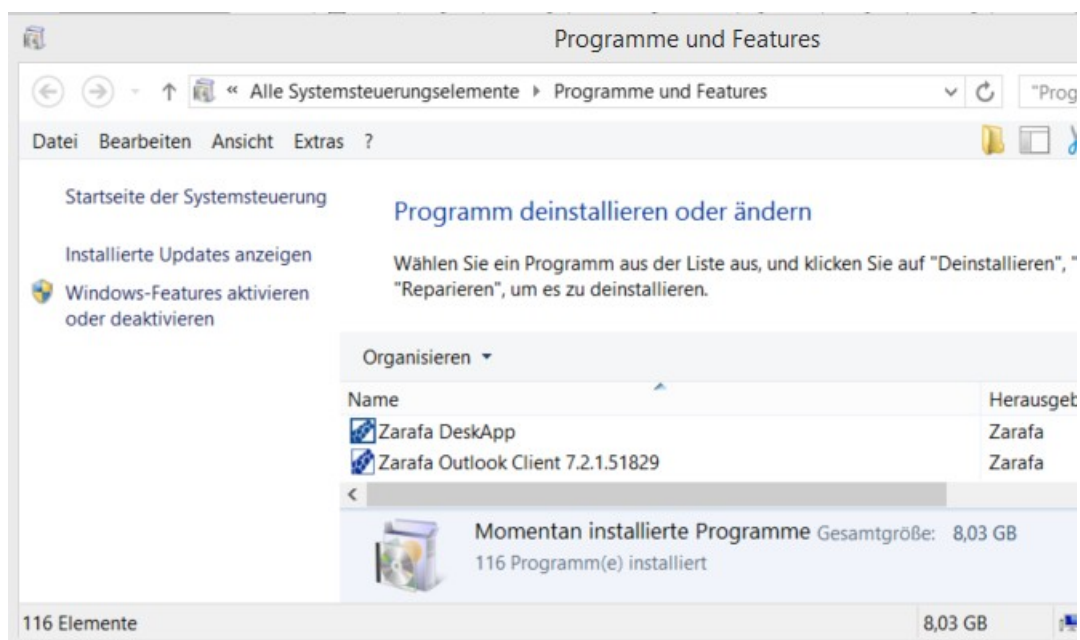 Programme und Features
« Alle Systemsteuerungselemente Programme und Features "Prog
Datei Bearbeiten Ansicht Extras ?
Startseite der Systemsteuerung
Installierte Updates anzeigen
Windows-Features aktivieren
oder deaktivieren
Programm deinstallieren oder ändern
Wählen Sie ein Programm aus der Liste aus, und klicken Sie auf "Deinstallieren", "
"Reparieren", um es zu deinstallieren.
Organisieren
Name Herausgeb
Zarafa DeskApp Zarafa
Zarafa Outlook Client 7.2.1.51829 Zarafa
Momentan installierte Programme Gesamtgröße: 8,03 GB
116 Programm(e) installiert
116 Elemente 8,03 GB